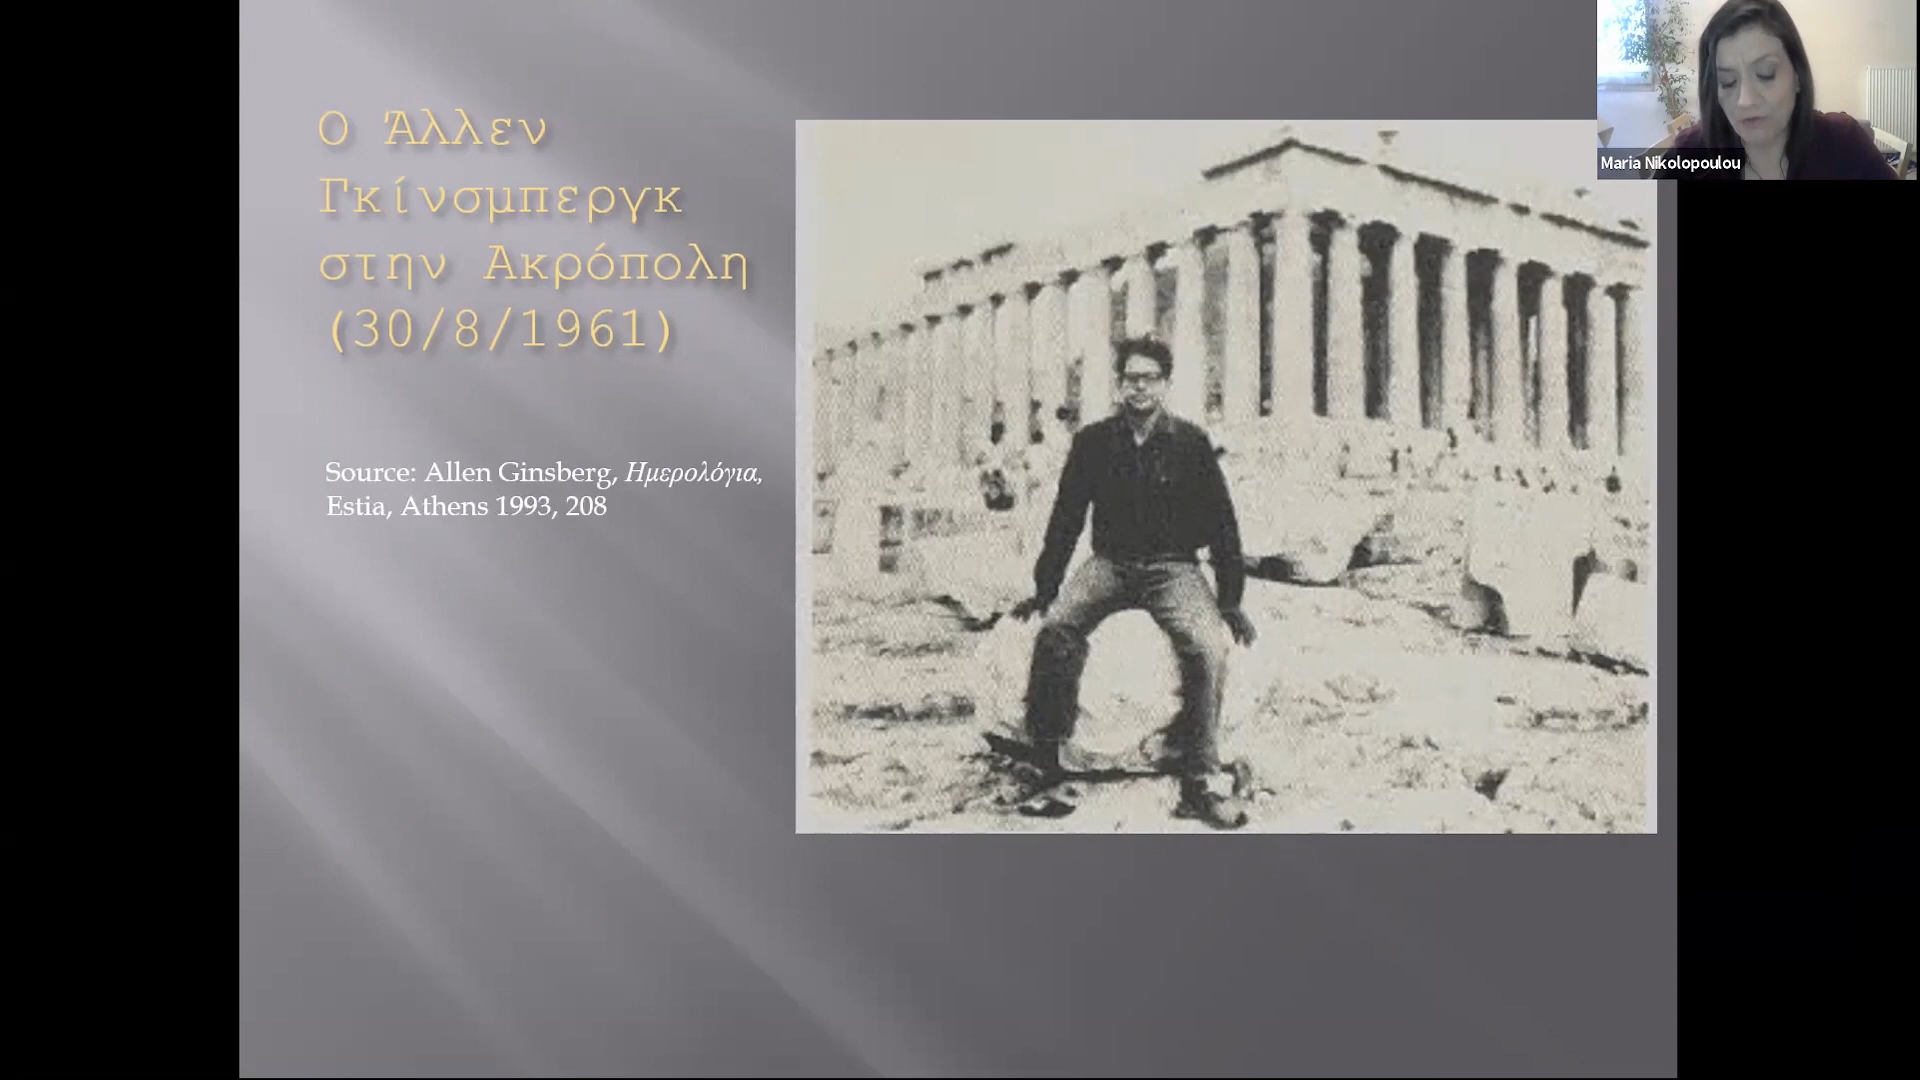 Ο Άλλεν
Γκίνσμπεργκ
στην Ακρόπολη
(30/8/1961)
Source: Allen Ginsberg, Ημερολόγια,
Estia, Athens 1993, 208
Maria Nikolopoulou